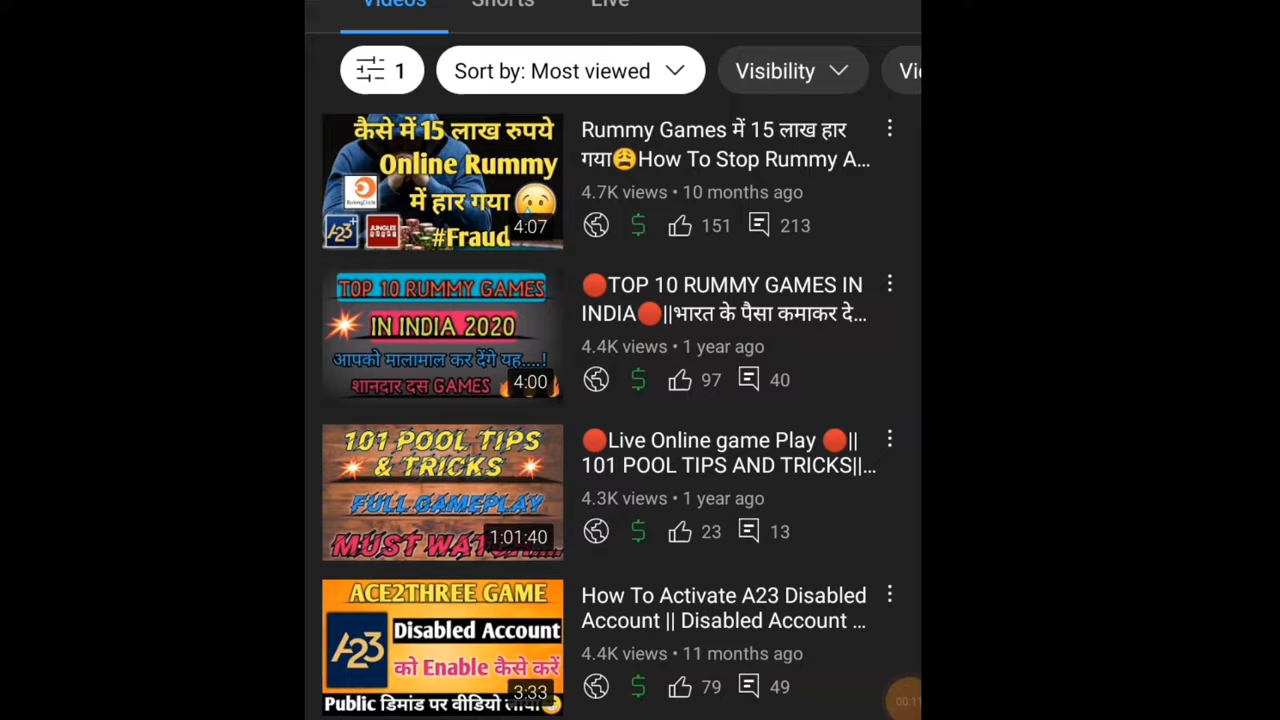 Videos
Shorts
Live
1
Sort by: Most viewed
Visibility
कैसे में 15 लाख रुपये
Online Rummy
में हार गया
RummyCircle
A23
JUNGLEE
#Fraud
4:07
Rummy Games में 15 लाख हार
गया😩How To Stop Rummy A...
4.7K views • 10 months ago
151
213
TOP 10 RUMMY GAMES
IN INDIA 2020
आपको मालामाल कर देंगे यह....!
शानदार दस GAMES
4:00
🔴TOP 10 RUMMY GAMES IN
INDIA🔴||भारत के पैसा कमाकर दे...
4.4K views • 1 year ago
97
40
101 POOL TIPS
& TRICKS
FULL GAMEPLAY
MUST
1:01:40
🔴Live Online game Play 🔴||
101 POOL TIPS AND TRICKS||...
4.3K views • 1 year ago
23
13
ACE2THREE GAME
A23
Disabled Account
को Enable कैसे करें
Public डिमांड पर वीडियो लाया
3:33
How To Activate A23 Disabled
Account || Disabled Account ...
4.4K views • 11 months ago
79
49